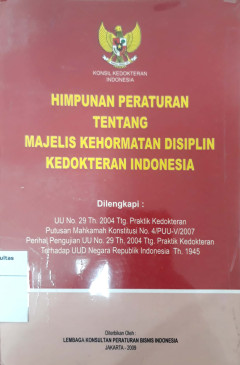 KONSIL KEDOKTERAN
INDONESIA
HIMPUNAN PERATURAN
TENTANG
MAJELIS KEHORMATAN DISIPLIN
KEDOKTERAN INDONESIA
Dilengkapi :
UU No. 29 Th. 2004 Ttg. Praktik Kedokteran
Putusan Mahkamah Konstitusi No. 4/PUU-V/2007
Perihal Pengujian UU No. 29 Th. 2004 Ttg. Praktik Kedokteran
Terhadap UUD Negara Republik Indonesia Th. 1945
Diterbitkan Oleh :
LEMBAGA KONSULTAN PERATURAN BISNIS INDONESIA
JAKARTA - 2009